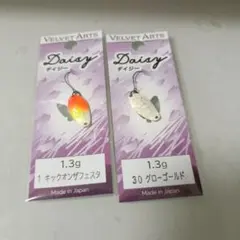 VELVET ARTS
Daisy
デイジー
1.3g
1 キックオンザフェスタ
Made in Japan
VELVET ARTS
Daisy
デイジー
1.3g
30 グローゴールド
Made in Japan